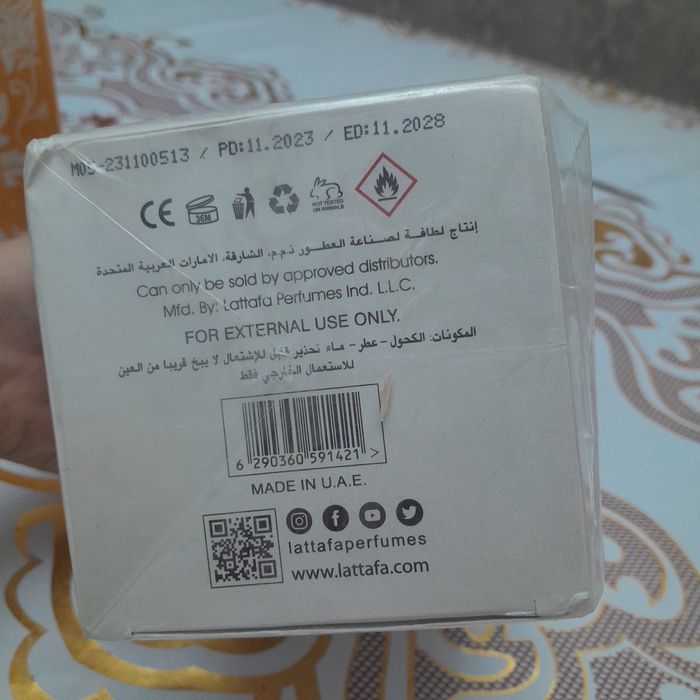 M05-231100513 / PD:11.2023 / ED:11.2028
CE
36M
NOT TESTED
ON ANIMALS
إنتاج لطافة لصناعة العطور ذ.م.م، الشارقة، الامارات العربية المتحدة
Can only be sold by approved distributors.
Mfd. By: Lattafa Perfumes Ind. L.L.C.
FOR EXTERNAL USE ONLY.
المكونات: الكحول - عطر - ماء تحذير قابل للإشتعال لا يبخ قريبا من العين
للاستعمال الخارجي فقط
6 290360 591421 >
MADE IN U.A.E.
lattafaperfumes
www.lattafa.com